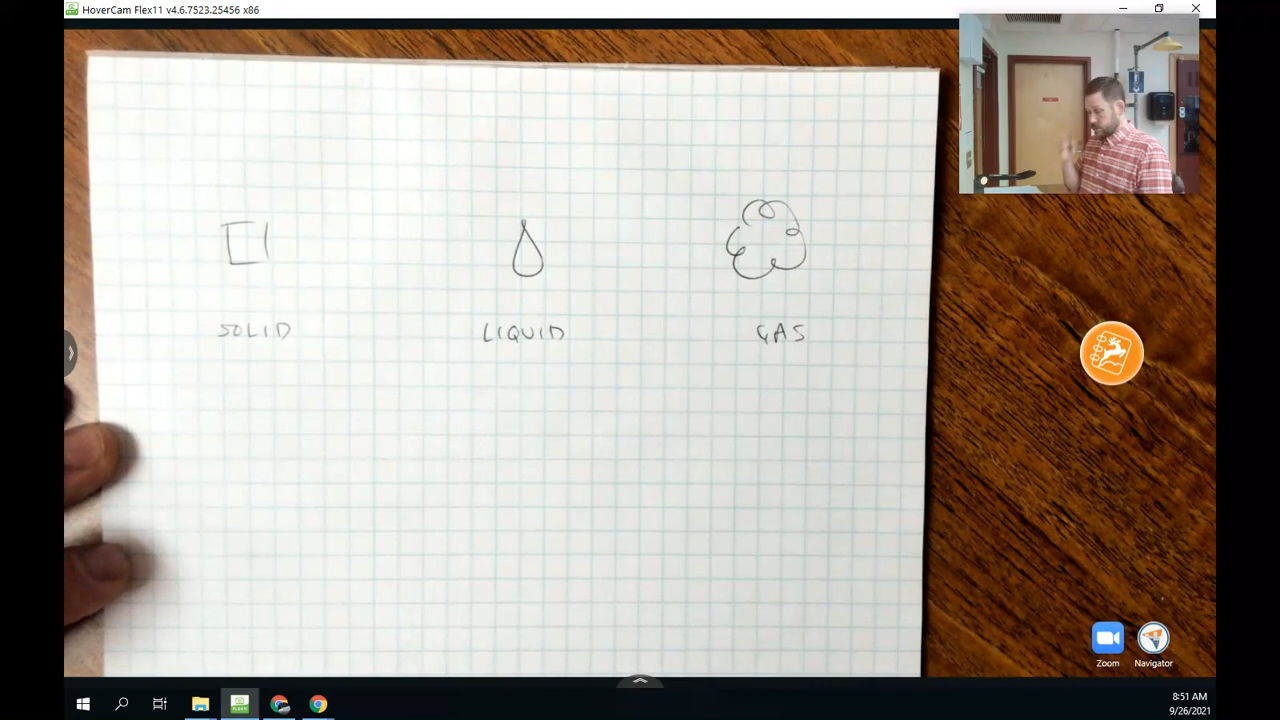 HoverCam Flex11 v4.6.7523.25456 x86
SOLID LIQUID GAS
Zoom Navigator
8:51 AM
9/26/2021